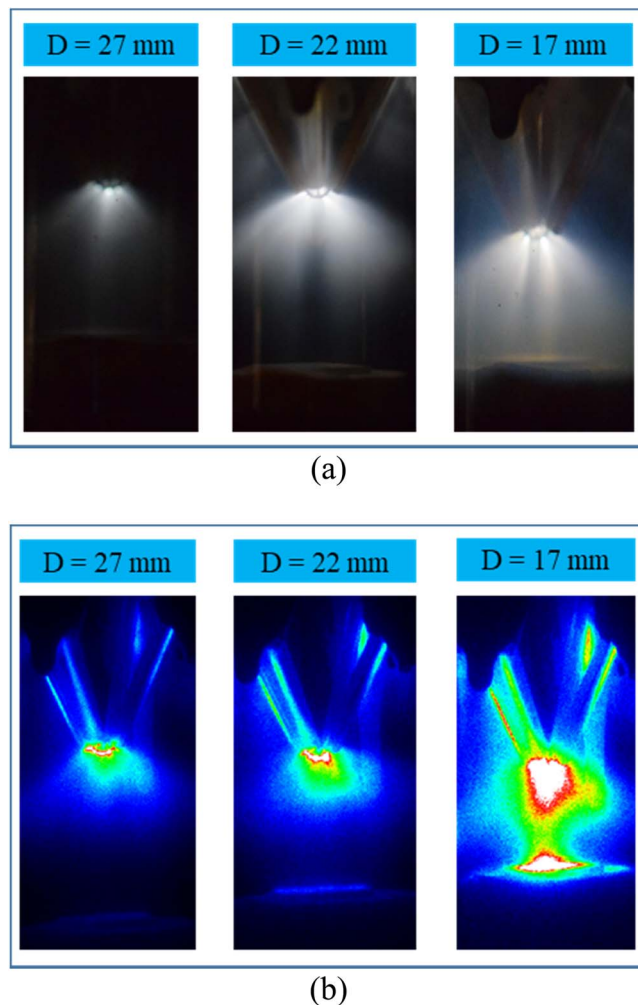 D = 27 mm
D = 22 mm
D = 17 mm
(a)
D = 27 mm
D = 22 mm
D = 17 mm
(b)